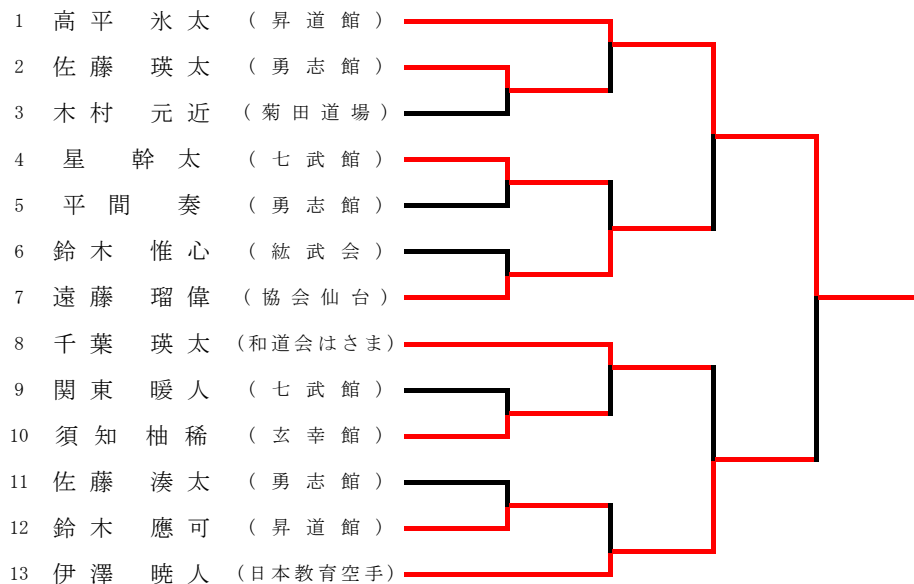 1 高平 氷太 (昇道館)
2 佐藤 瑛太 (勇志館)
3 木村 元近 (菊田道場)
4 星 幹太 (七武館)
5 平間 奏 (勇志館)
6 鈴木 惟心 (紘武会)
7 遠藤 瑠偉 (協会仙台)
8 千葉 瑛太 (和道会はさま)
9 関東 暖人 (七武館)
10 須知 柚稀 (玄幸館)
11 佐藤 湊太 (勇志館)
12 鈴木 應可 (昇道館)
13 伊澤 暁人 (日本教育空手)